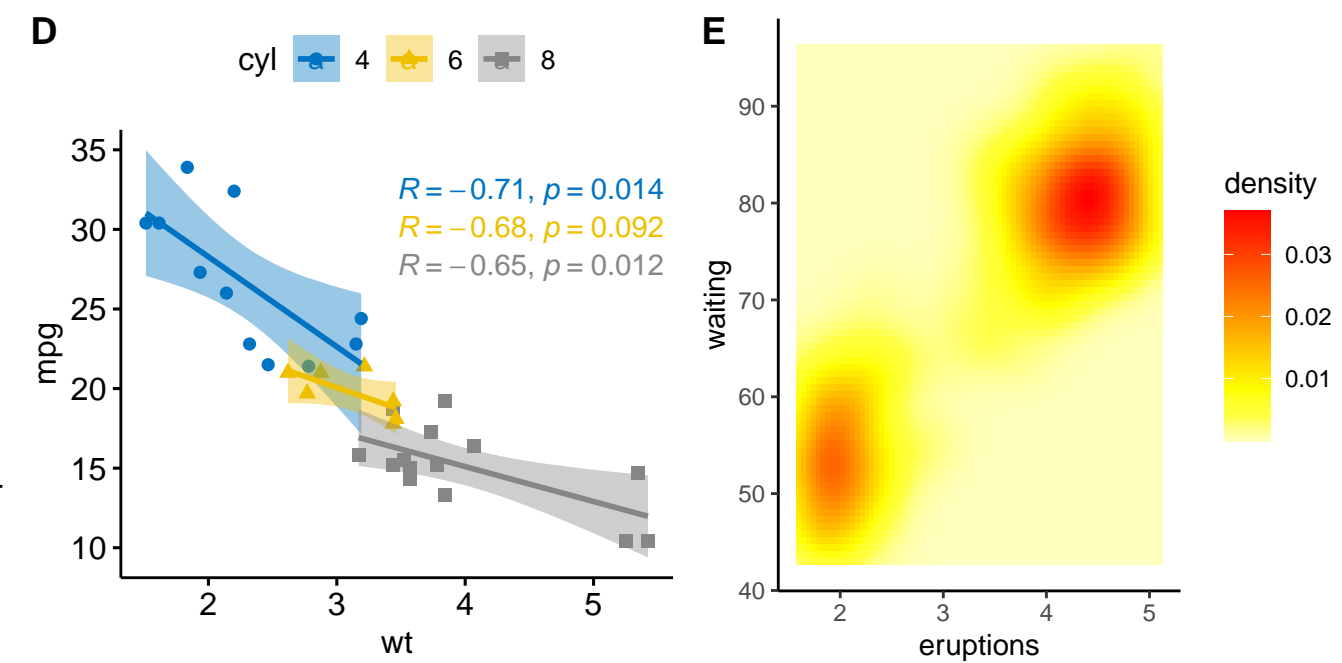 D
cyl 4 6 8
35
30
25
20
15
10
mpg
R = −0.71, p = 0.014
R = −0.68, p = 0.092
R = −0.65, p = 0.012
2 3 4 5
wt
E
90
80
70
60
50
40
waiting
2 3 4 5
eruptions
density
0.03
0.02
0.01